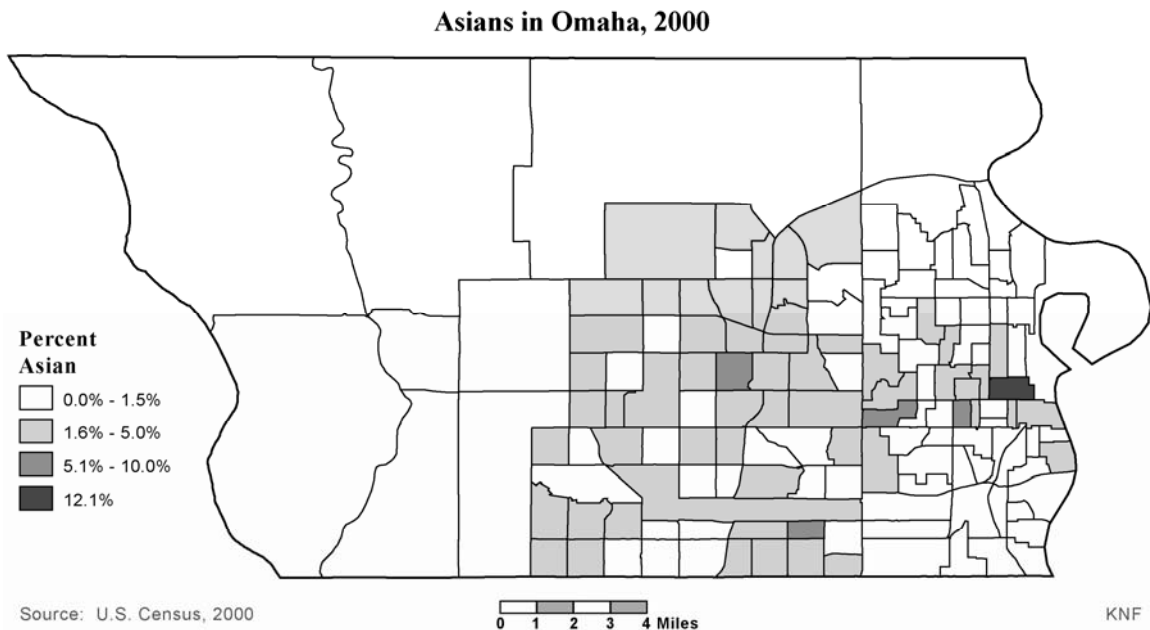 Asians in Omaha, 2000
Percent
Asian
0.0% - 1.5%
1.6% - 5.0%
5.1% - 10.0%
12.1%
Source: U.S. Census, 2000
0 1 2 3 4 Miles
KNF